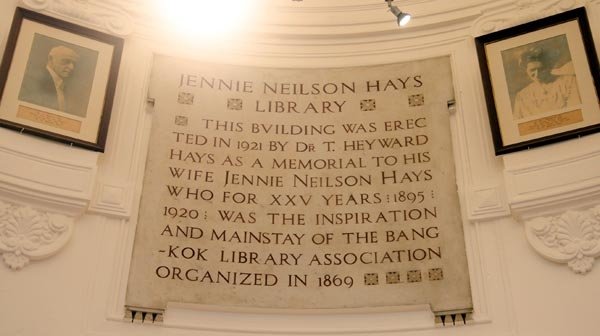 JENNIE NEILSON HAYS
LIBRARY
THIS BVILDING WAS EREC
TED IN 1921 BY DR T. HEYWARD
HAYS AS A MEMORIAL TO HIS
WIFE JENNIE NEILSON HAYS
WHO FOR XXV YEARS : 1895 :
1920 : WAS THE INSPIRATION
AND MAINSTAY OF THE BANG
-KOK LIBRARY ASSOCIATION
ORGANIZED IN 1869